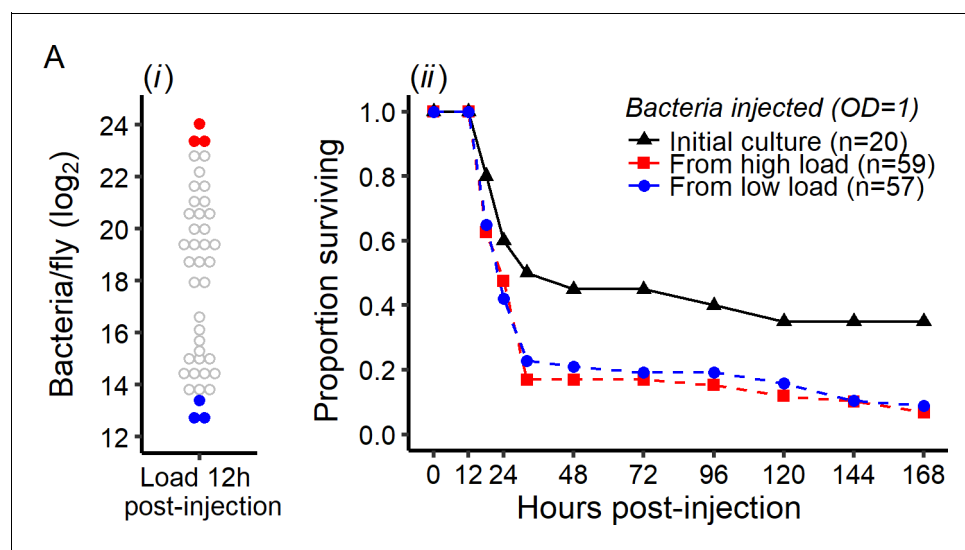 A
(i)
(ii)
24
22
20
18
16
14
12
Bacteria/fly (log2)
Load 12h
post-injection
1.0
0.8
0.6
0.4
0.2
0.0
Proportion surviving
Bacteria injected (OD=1)
Initial culture (n=20)
From high load (n=59)
From low load (n=57)
0 12 24 48 72 96 120 144 168
Hours post-injection